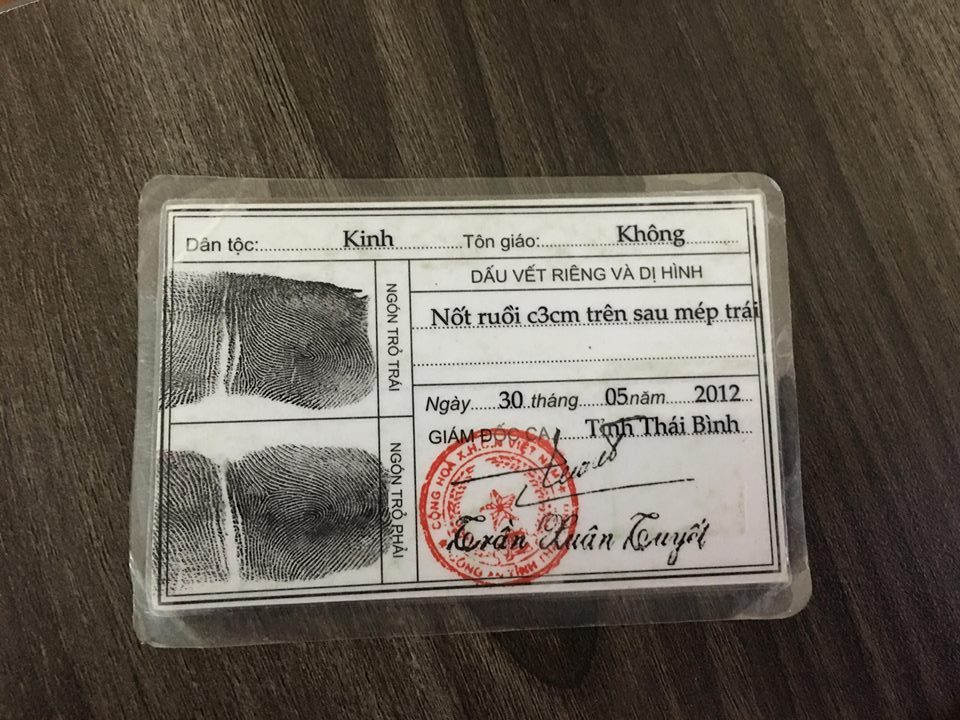 Dân tộc: Kinh Tôn giáo: Không
NGÓN TRỎ TRÁI
NGÓN TRỎ PHẢI
DẤU VẾT RIÊNG VÀ DỊ HÌNH
Nốt ruồi c3cm trên sau mép trái
Ngày 30 tháng 05 năm 2012
GIÁM ĐỐC CA Tỉnh Thái Bình
CỘNG HÒA X.H.C.N VIỆT NAM
CÔNG AN TỈNH
Trần Xuân Tuyết